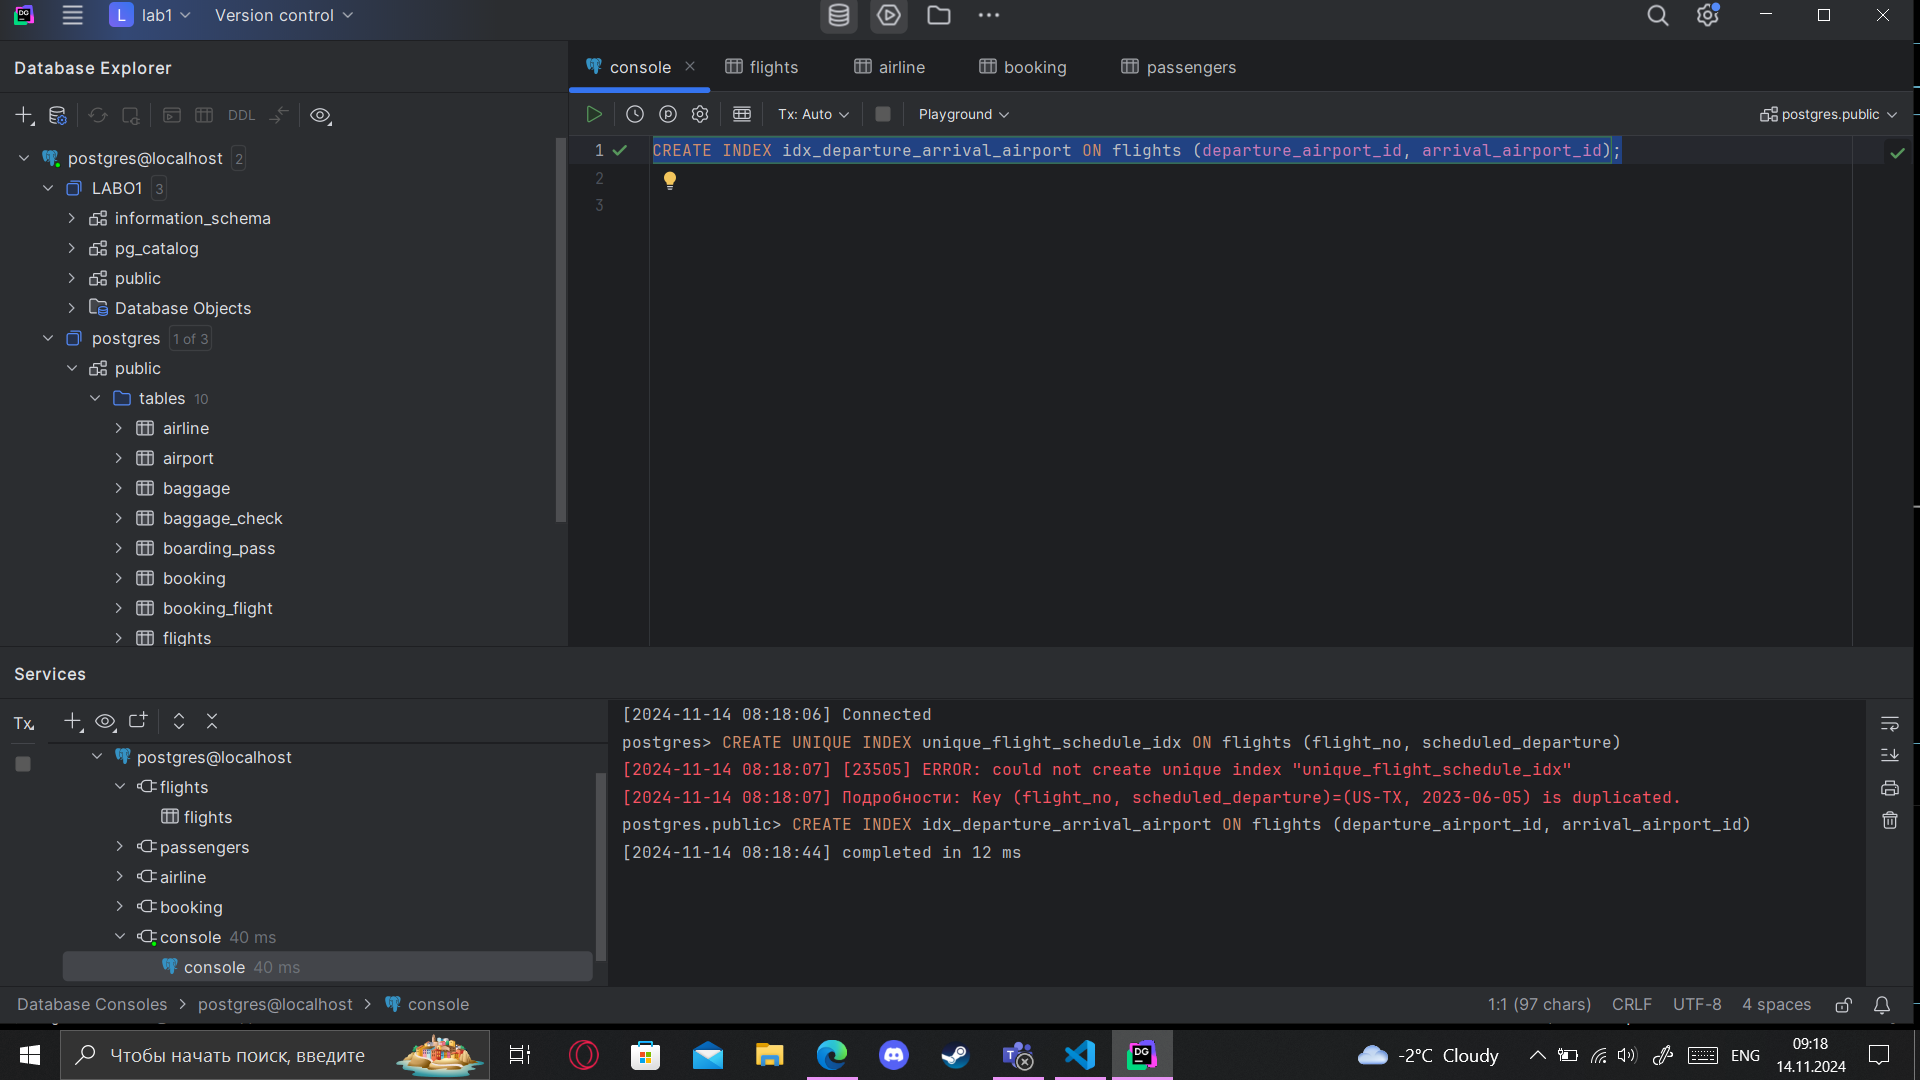 L lab1 Version control
Database Explorer
console
flights
airline
booking
passengers
DDL
Tx: Auto
Playground
postgres.public
postgres@localhost 2
LABO1 3
information_schema
pg_catalog
public
Database Objects
postgres 1 of 3
public
tables 10
airline
airport
baggage
baggage_check
boarding_pass
booking
booking_flight
flights
1 CREATE INDEX idx_departure_arrival_airport ON flights (departure_airport_id, arrival_airport_id);
2
3
Services
Tx
postgres@localhost
flights
flights
passengers
airline
booking
console 40 ms
console 40 ms
[2024-11-14 08:18:06] Connected
postgres> CREATE UNIQUE INDEX unique_flight_schedule_idx ON flights (flight_no, scheduled_departure)
[2024-11-14 08:18:07] [23505] ERROR: could not create unique index "unique_flight_schedule_idx"
[2024-11-14 08:18:07] Подробности: Key (flight_no, scheduled_departure)=(US-TX, 2023-06-05) is duplicated.
postgres.public> CREATE INDEX idx_departure_arrival_airport ON flights (departure_airport_id, arrival_airport_id)
[2024-11-14 08:18:44] completed in 12 ms
Database Consoles > postgres@localhost > console
1:1 (97 chars) CRLF UTF-8 4 spaces
Чтобы начать поиск, введите
DG
-2°C Cloudy
ENG
09:18
14.11.2024